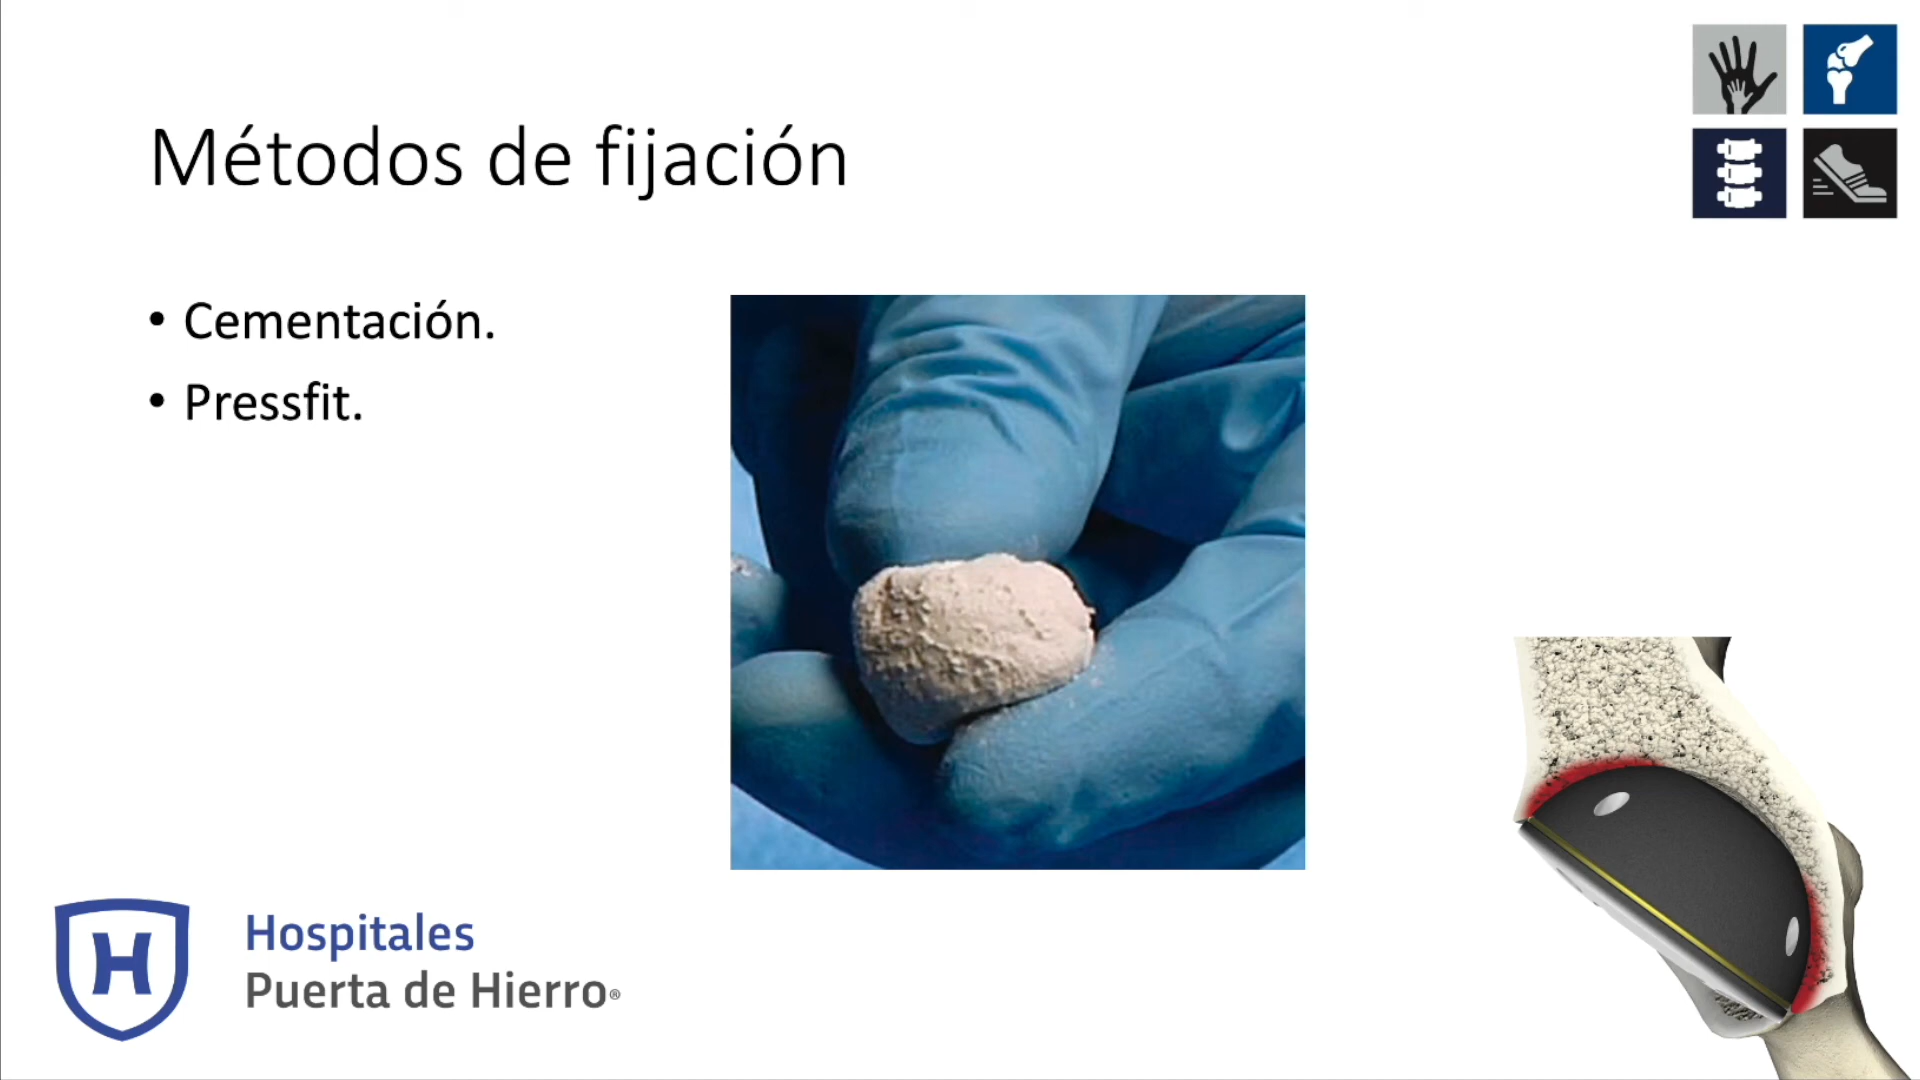 Métodos de fijación
• Cementación.
• Pressfit.
H
Hospitales
Puerta de Hierro®